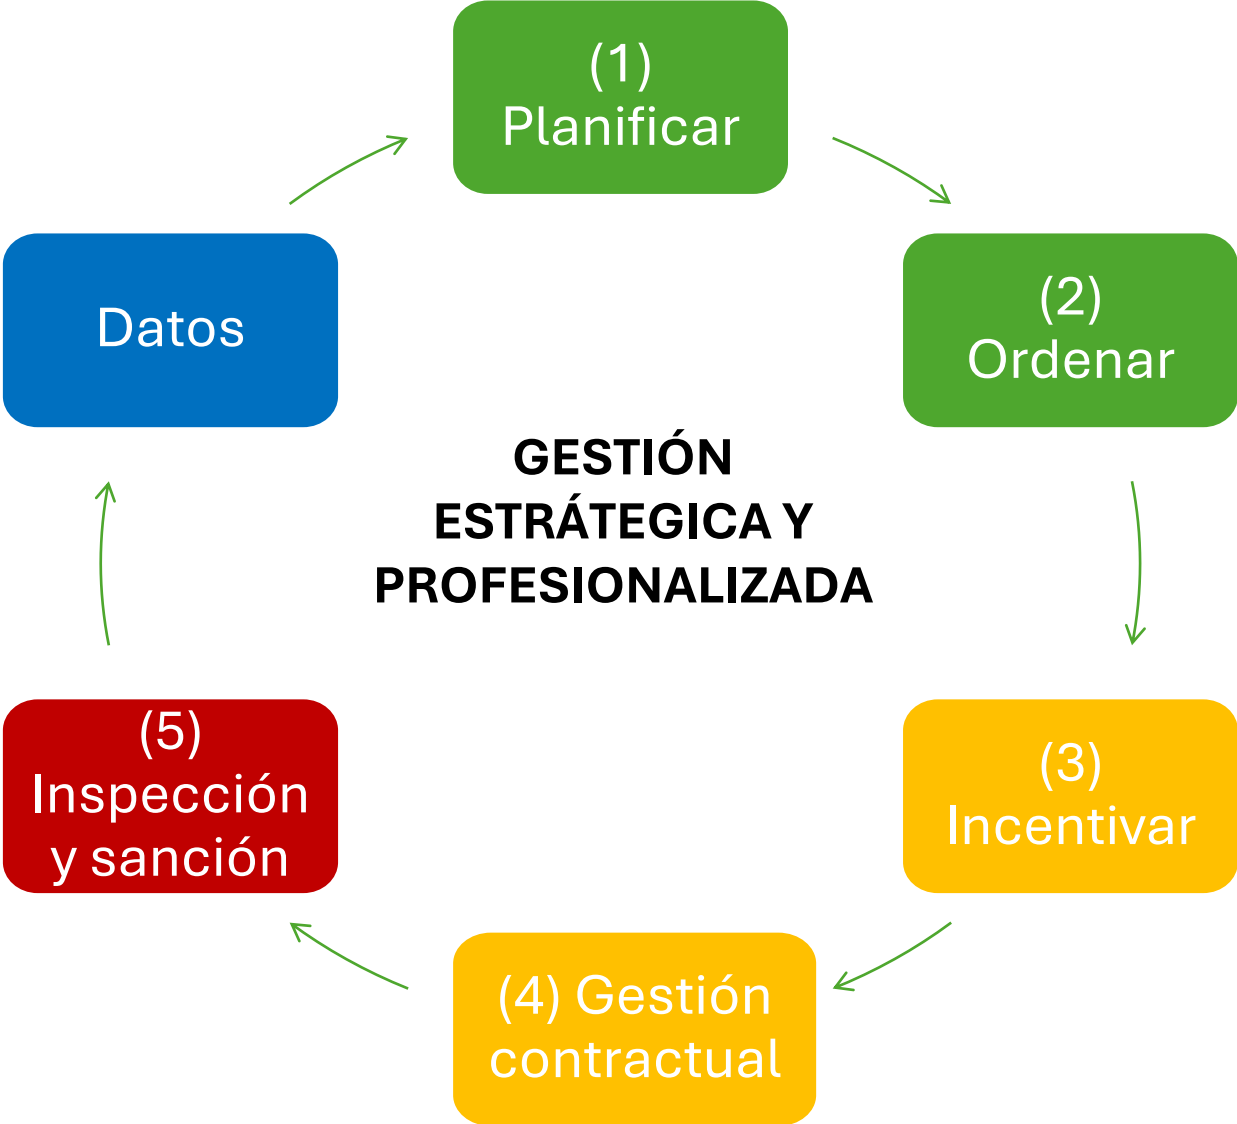 (1)
Planificar
(2)
Ordenar
(3)
Incentivar
(4) Gestión
contractual
(5)
Inspección
y sanción
Datos
GESTIÓN
ESTRÁTEGICA Y
PROFESIONALIZADA